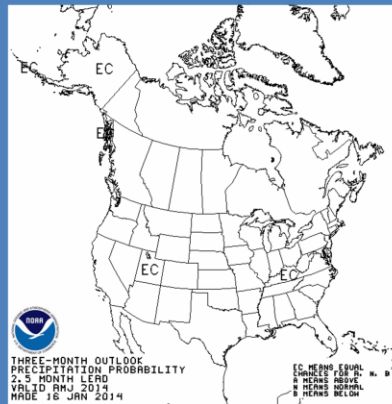 EC
EC
EC
EC
EC
NOAA
THREE-MONTH OUTLOOK
PRECIPITATION PROBABILITY
2.5 MONTH LEAD
VALID AMJ 2014
MADE 16 JAN 2014
EC MEANS EQUAL
CHANCES FOR A, N, B
A MEANS ABOVE
N MEANS NORMAL
B MEANS BELOW